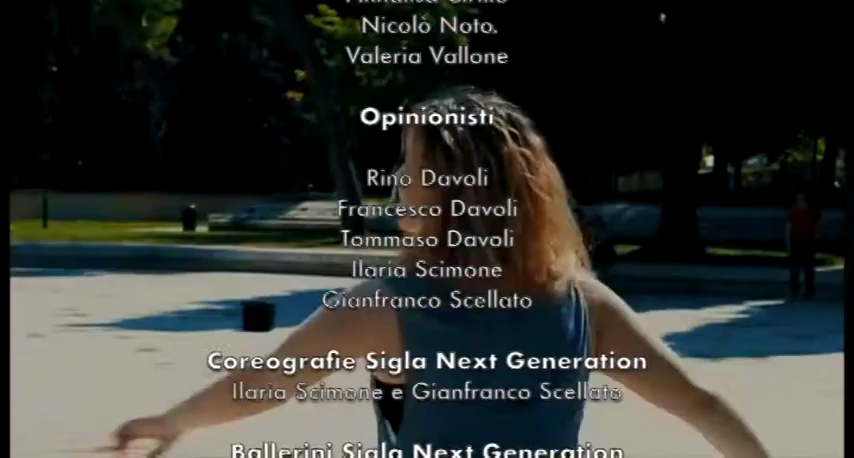 Nicolò Noto.
Valeria Vallone
Opinionisti
Rino Davoli
Francesco Davoli
Tommaso Davoli
Ilaria Scimone
Gianfranco Scellato
Coreografie Sigla Next Generation
Ilaria Scimone e Gianfranco Scellato
Ballerini Sigla Next Generation